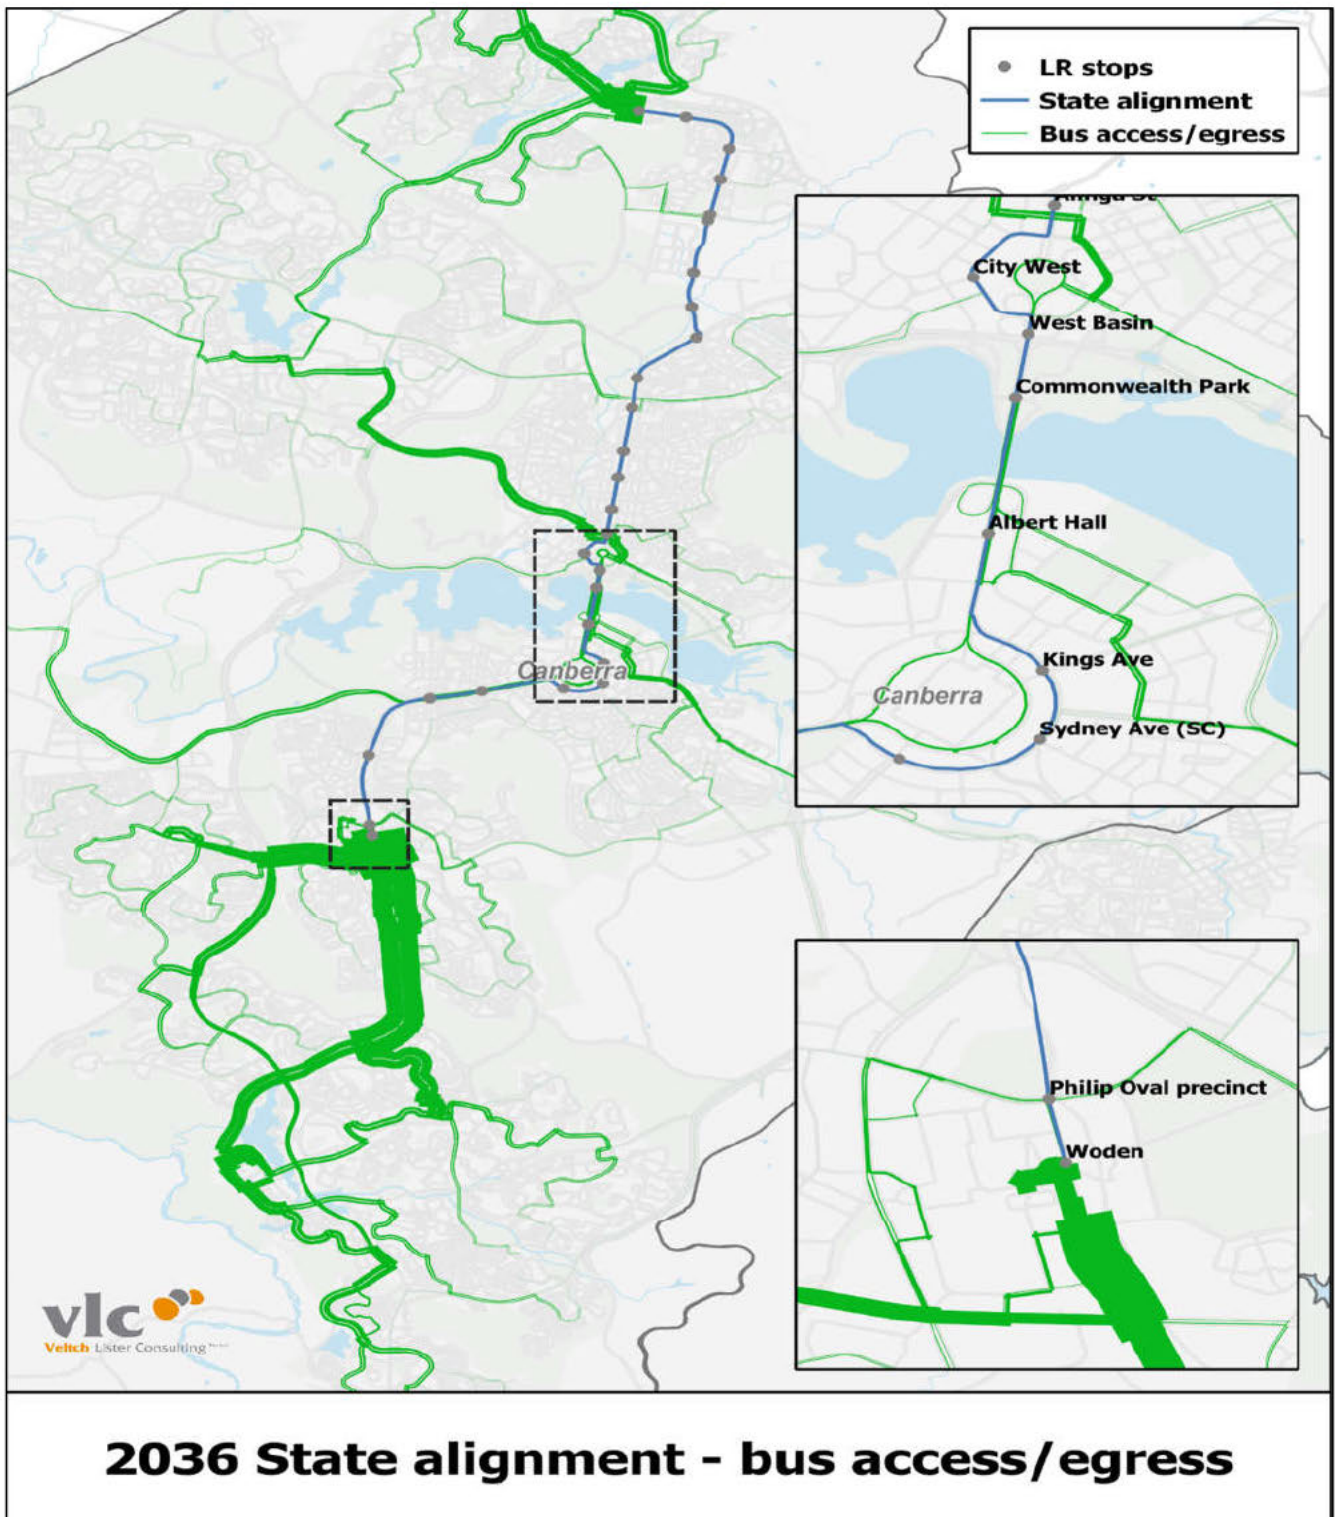 LR stops
State alignment
Bus access/egress
City West
West Basin
Commonwealth Park
Albert Hall
Kings Ave
Canberra
Sydney Ave (SC)
Canberra
Philip Oval precinct
Woden
vlc
Veitch Lister Consulting
2036 State alignment - bus access/egress